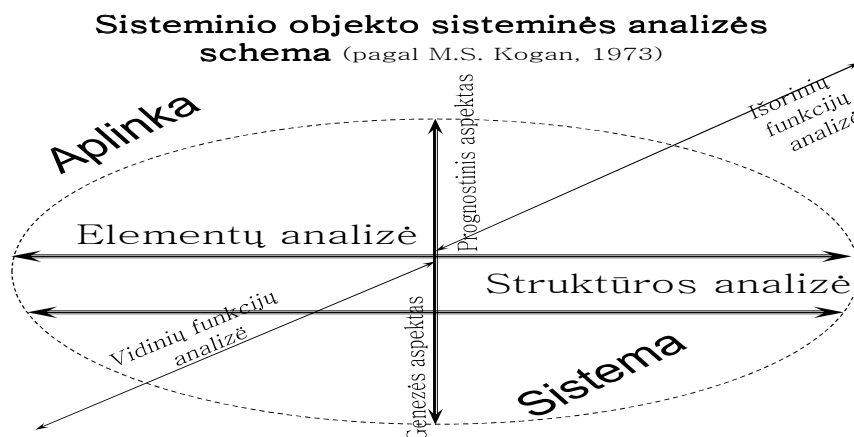 Sisteminio objekto sisteminės analizės
schema (pagal M.S. Kogan, 1973)
Aplinka
Prognostinis aspektas
Išorinių
funkcijų
analizė
Elementų analizė
Struktūros analizė
Vidinių funkcijų
analizė
Genezės aspektas
Sistema